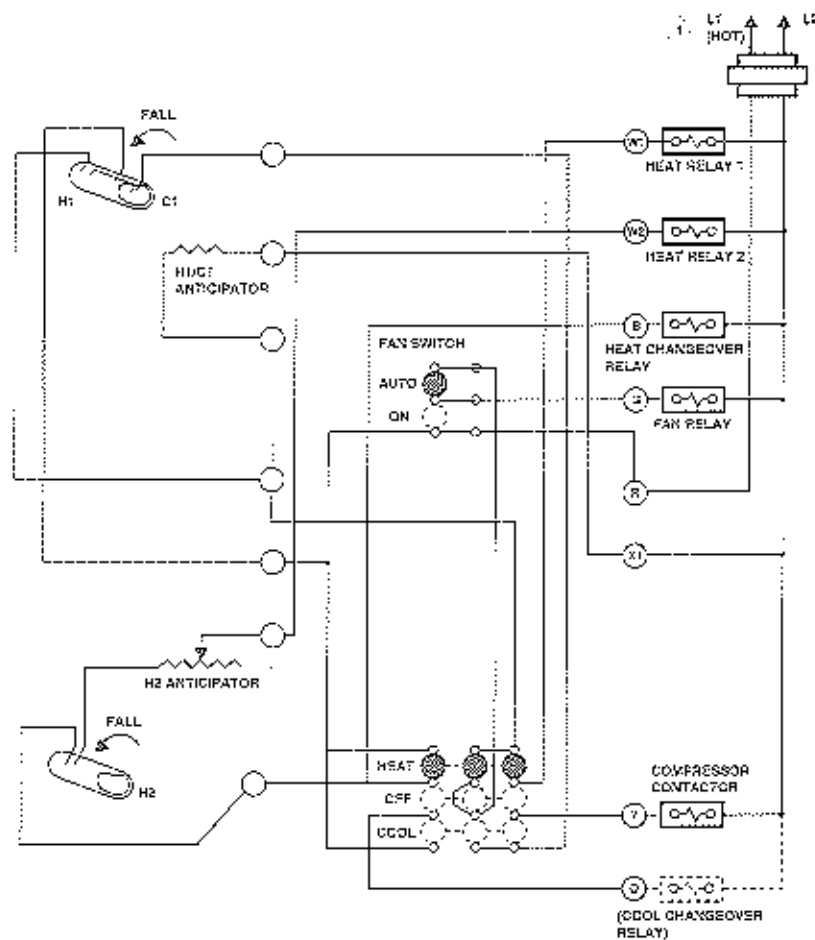 1
L1
(HOT)
L2
FALL
H1
C1
W1
HEAT RELAY 1
W2
HEAT RELAY 2
ANTICIPATOR
FAN SWITCH
B
HEAT CHANGEOVER
RELAY
AUTO
ON
G
FAN RELAY
R
X1
H2 ANTICIPATOR
FALL
H2
HEAT
OFF
COOL
COMPRESSOR
CONTACTOR
Y
O
(COOL CHANGEOVER
RELAY)